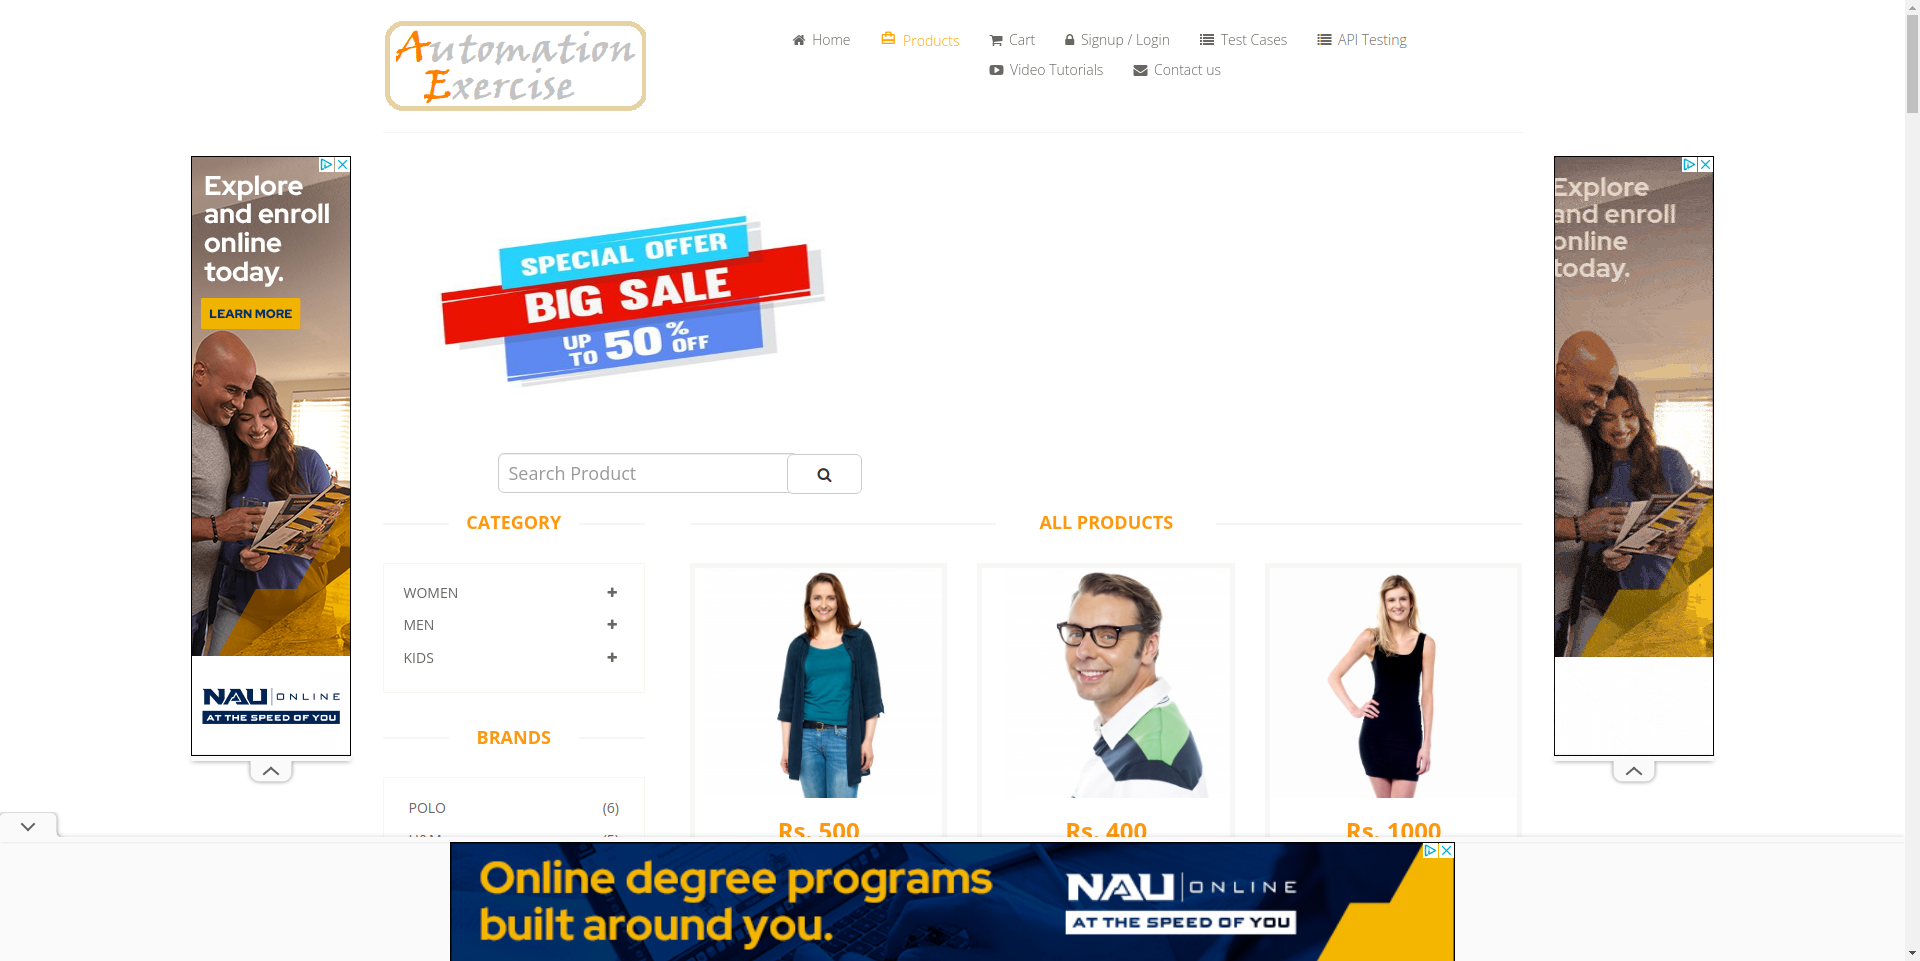 Automation
Exercise
Home
Products
Cart
Signup / Login
Test Cases
API Testing
Video Tutorials
Contact us
Explore
and enroll
online
today.
LEARN MORE
NAU ONLINE
AT THE SPEED OF YOU
SPECIAL OFFER
BIG SALE
UP TO 50% OFF
Explore
and enroll
online
today.
Search Product
CATEGORY
WOMEN
MEN
KIDS
BRANDS
POLO (6)
ALL PRODUCTS
Rs. 500
Rs. 400
Rs. 1000
Online degree programs
built around you.
NAU ONLINE
AT THE SPEED OF YOU